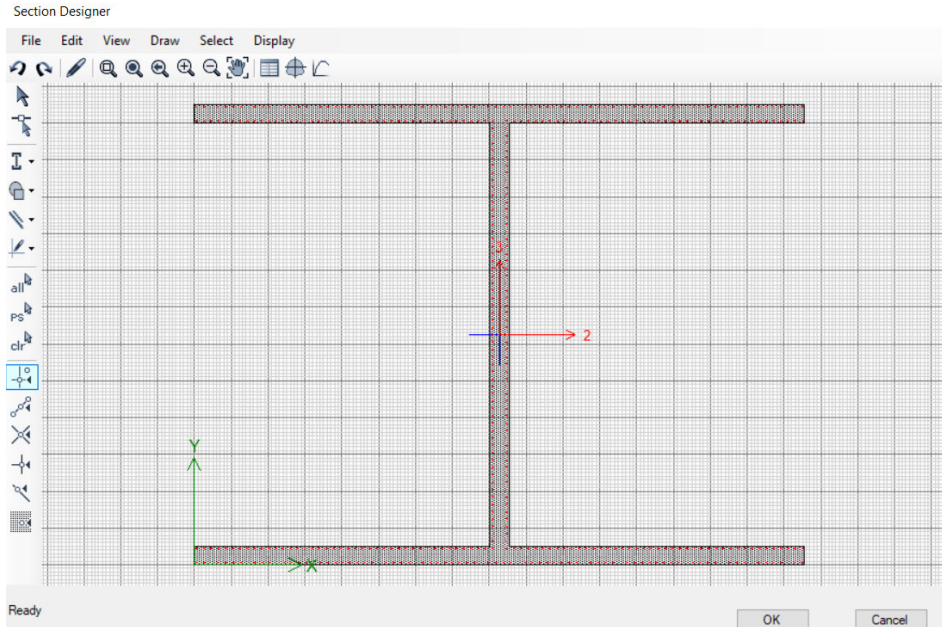 Section Designer
File Edit View Draw Select Display
all
PS
clr
3
2
Y
X
Ready
OK Cancel